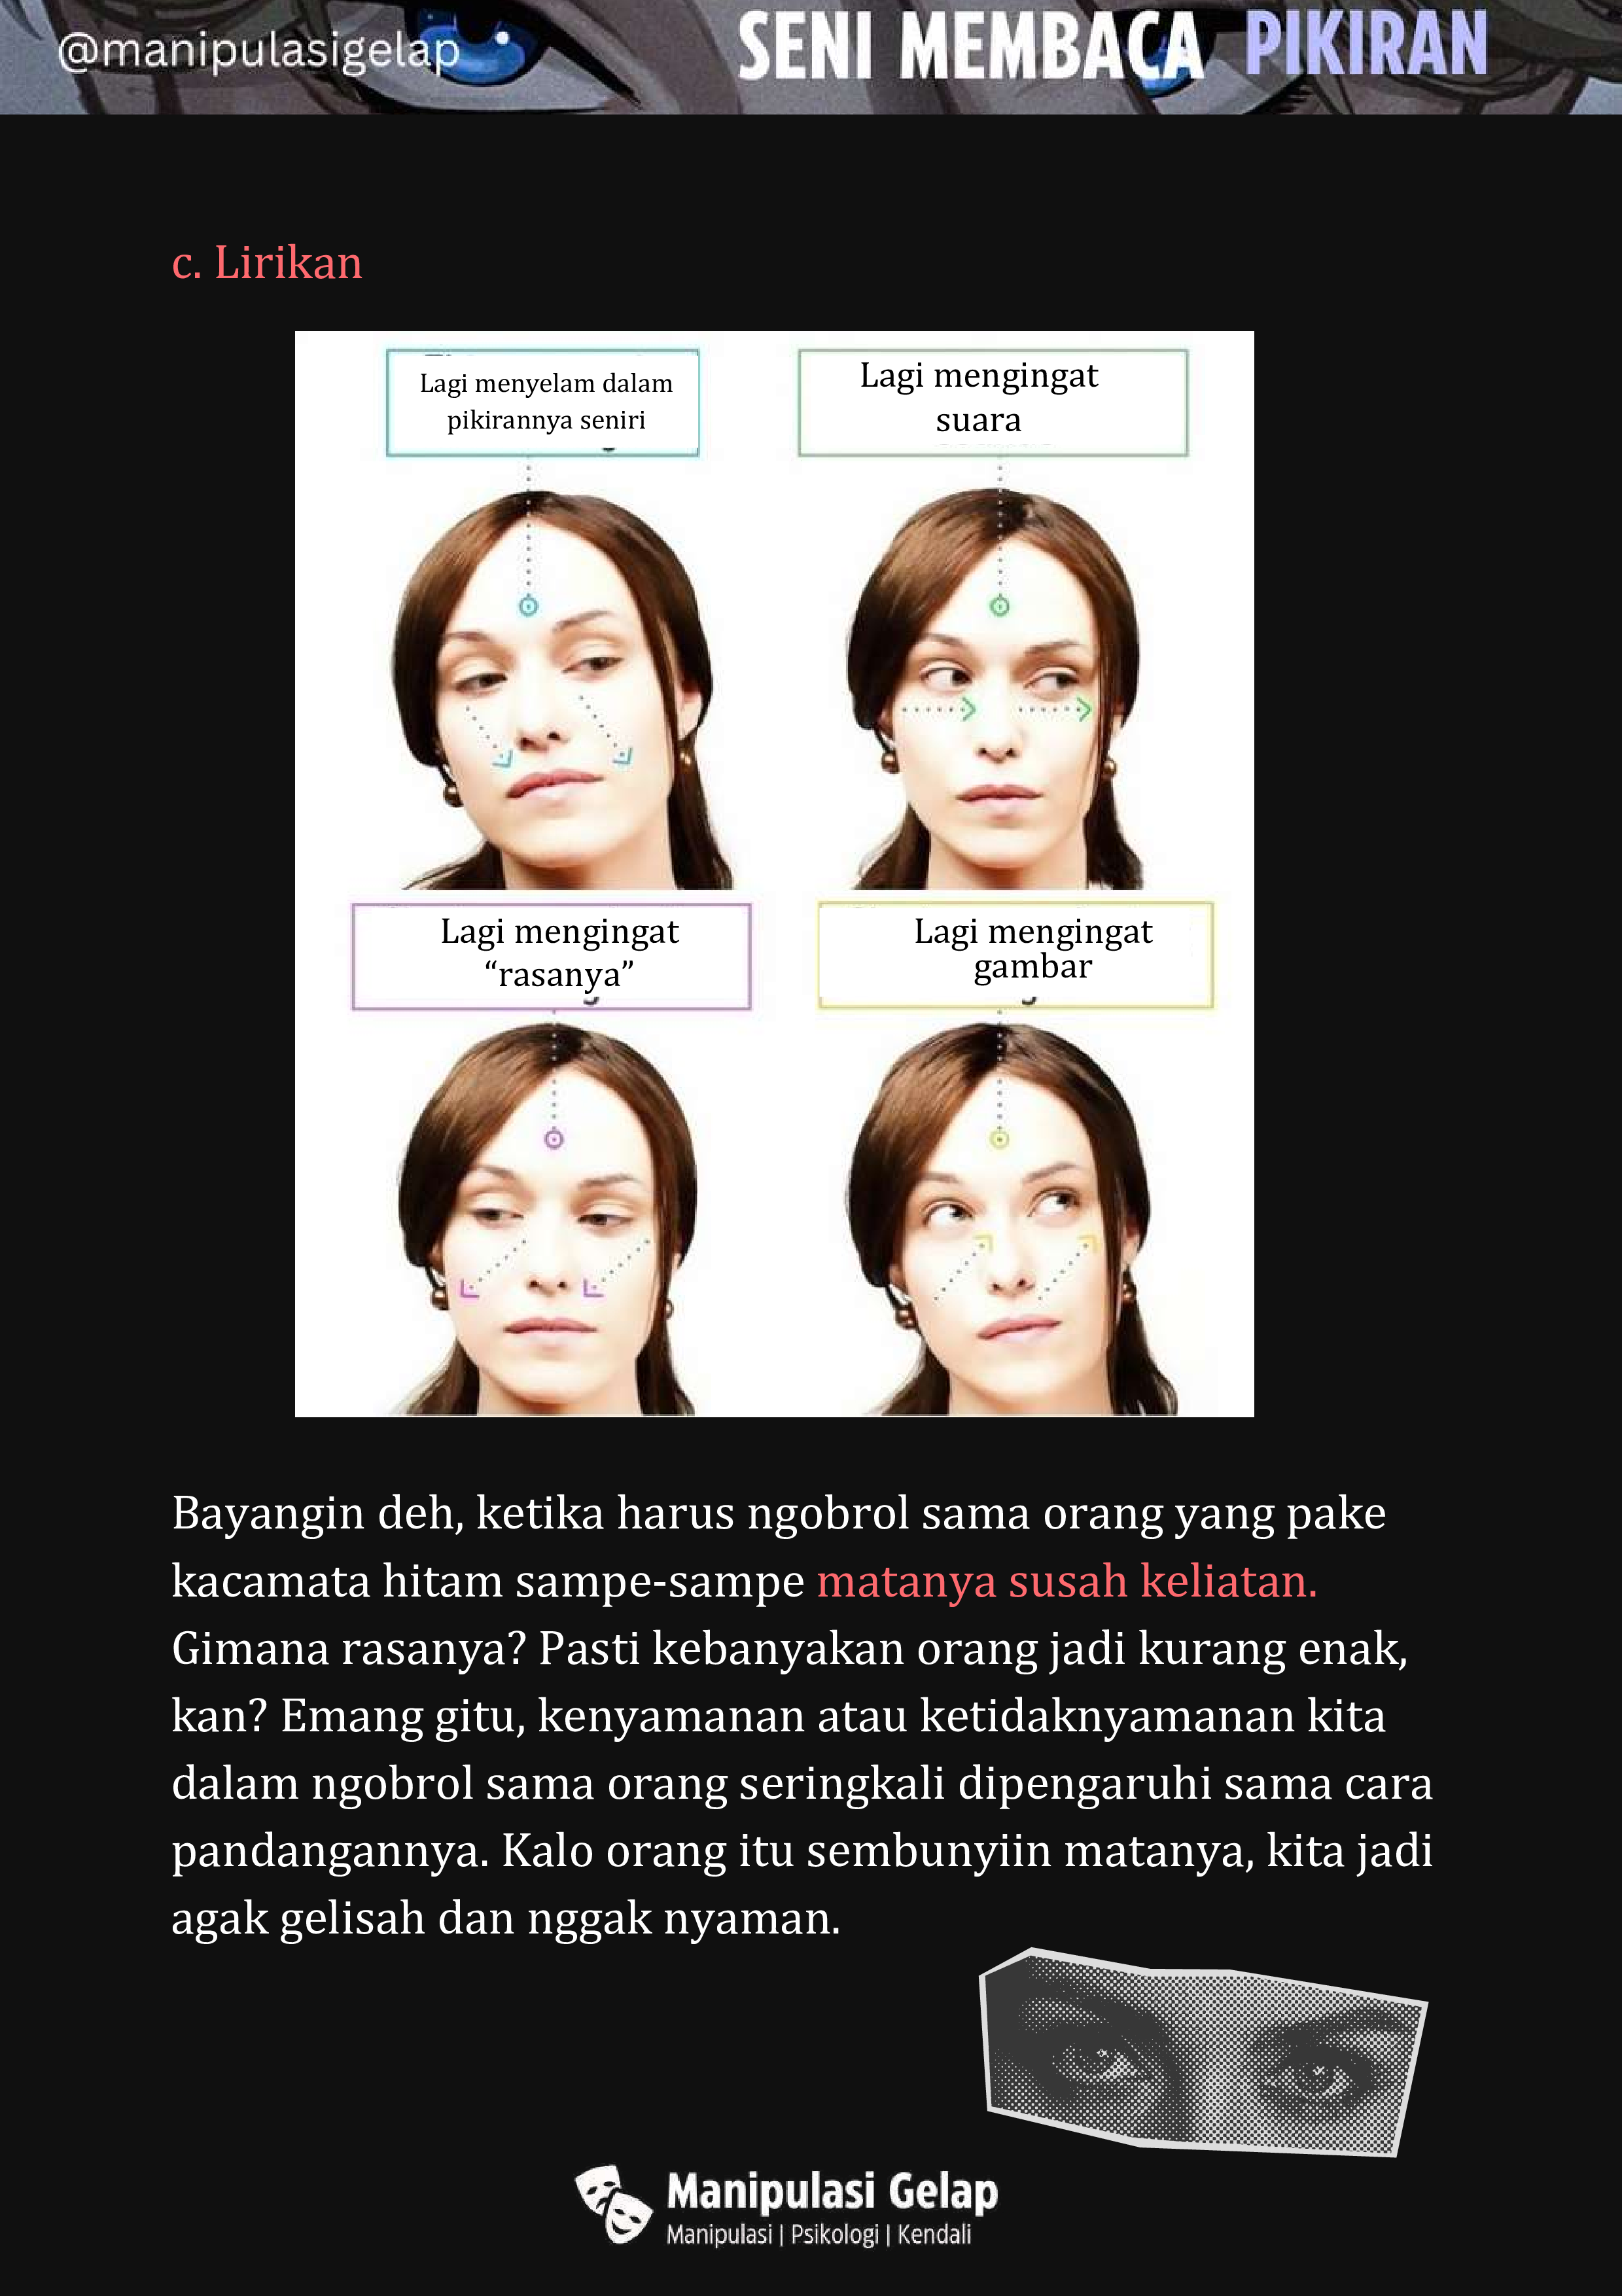 @manipulasigelap
SENI MEMBACA PIKIRAN
c. Lirikan
Lagi menyelam dalam
pikirannya seniri
Lagi mengingat
suara
Lagi mengingat
“rasanya”
Lagi mengingat
gambar
Bayangin deh, ketika harus ngobrol sama orang yang pake
kacamata hitam sampe-sampe matanya susah keliatan.
Gimana rasanya? Pasti kebanyakan orang jadi kurang enak,
kan? Emang gitu, kenyamanan atau ketidaknyamanan kita
dalam ngobrol sama orang seringkali dipengaruhi sama cara
pandangannya. Kalo orang itu sembunyiin matanya, kita jadi
agak gelisah dan nggak nyaman.
Manipulasi Gelap
Manipulasi | Psikologi | Kendali